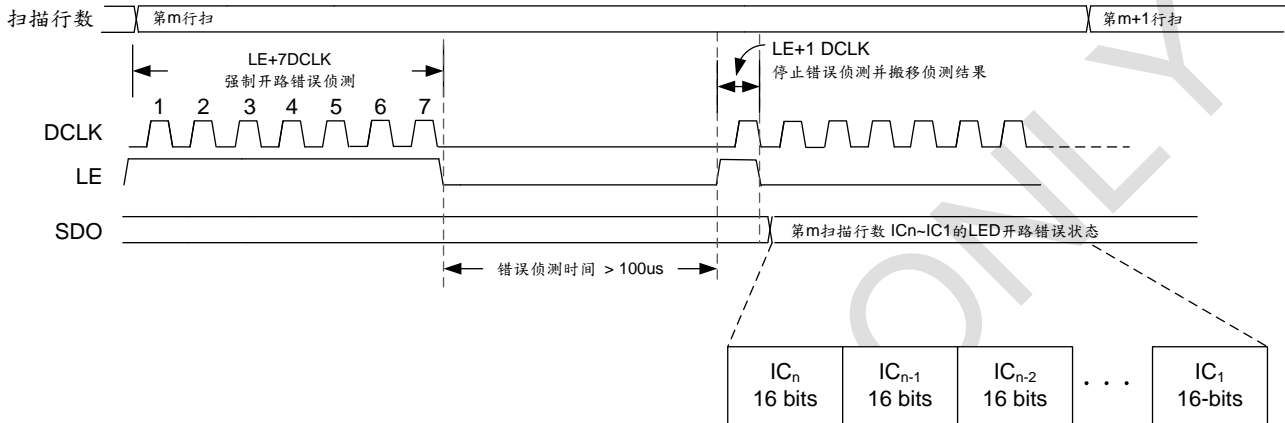 扫描行数
第m行扫
第m+1行扫
LE+7DCLK
强制开路错误侦测
LE+1 DCLK
停止错误侦测并搬移侦测结果
1 2 3 4 5 6 7
DCLK
LE
SDO
第m扫描行数 ICn~IC1的LED开路错误状态
错误侦测时间 > 100us
ICn ICn-1 ICn-2 · · · IC1
16 bits 16 bits 16 bits 16-bits
ONLY